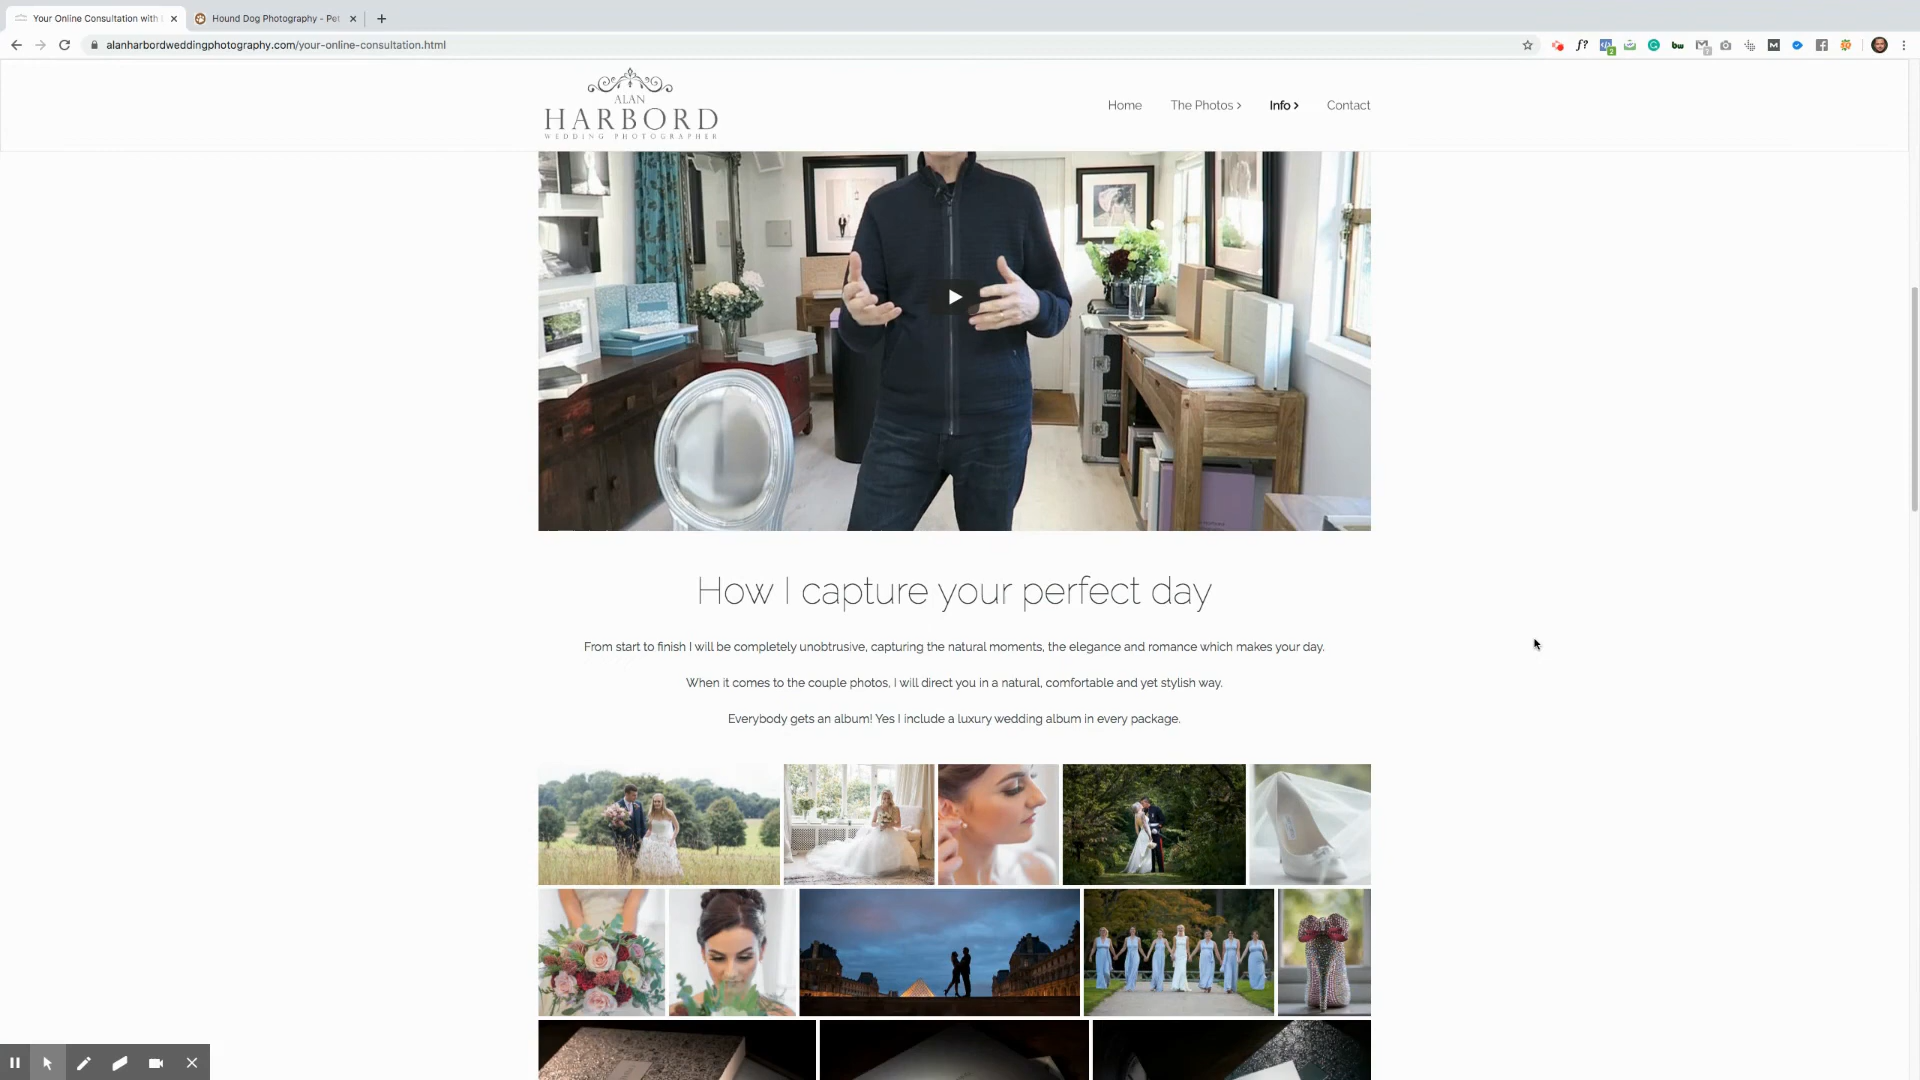 Your Online Consultation with
Hound Dog Photography - Pet
alanharbordweddingphotography.com/your-online-consultation.html
ALAN
HARBORD
WEDDING PHOTOGRAPHER
Home
The Photos >
Info >
Contact
How I capture your perfect day
From start to finish I will be completely unobtrusive, capturing the natural moments, the elegance and romance which makes your day.
When it comes to the couple photos, I will direct you in a natural, comfortable and yet stylish way.
Everybody gets an album! Yes I include a luxury wedding album in every package.